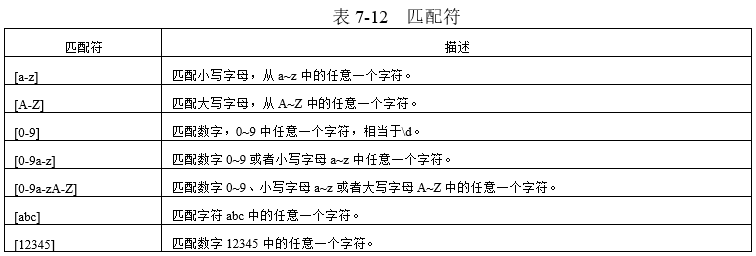 表 7-12 匹配符
匹配符 描述
[a-z] 匹配小写字母，从 a~z 中的任意一个字符。
[A-Z] 匹配大写字母，从 A~Z 中的任意一个字符。
[0-9] 匹配数字，0~9 中任意一个字符，相当于\d。
[0-9a-z] 匹配数字 0~9 或者小写字母 a~z 中任意一个字符。
[0-9a-zA-Z] 匹配数字 0~9、小写字母 a~z 或者大写字母 A~Z 中的任意一个字符。
[abc] 匹配字符 abc 中的任意一个字符。
[12345] 匹配数字 12345 中的任意一个字符。